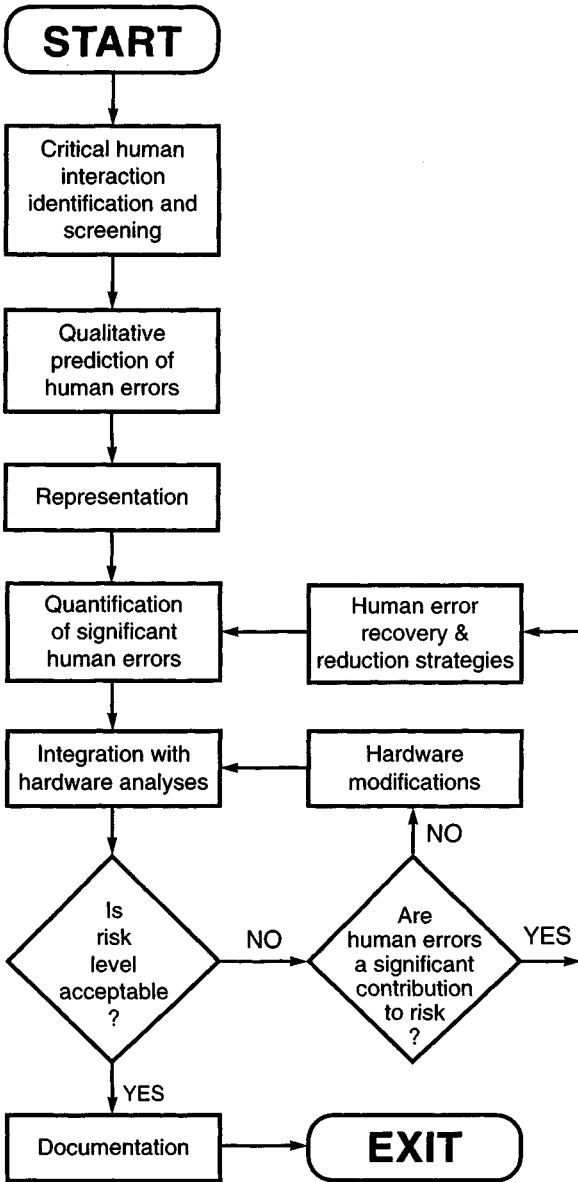 START
Critical human
interaction
identification and
screening
Qualitative
prediction of
human errors
Representation
Quantification
of significant
human errors
Human error
recovery &
reduction strategies
Integration with
hardware analyses
Hardware
modifications
NO
Is
risk
level
acceptable
?
NO
Are
human errors
a significant
contribution
to risk
?
YES
YES
Documentation
EXIT